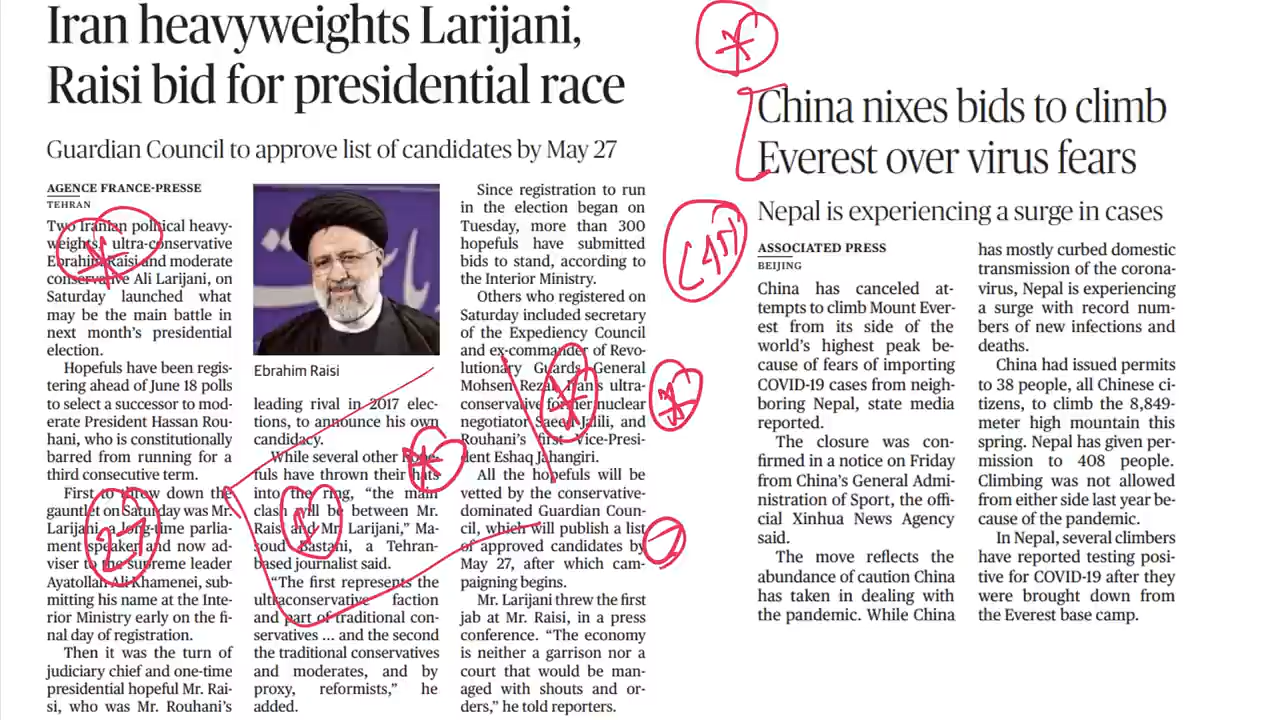 Iran heavyweights Larijani,
Raisi bid for presidential race
Guardian Council to approve list of candidates by May 27
AGENCE FRANCE-PRESSE
TEHRAN
Two Iranian political heavy-
weights, ultra-conservative
Ebrahim Raisi and moderate
conservative Ali Larijani, on
Saturday launched what
may be the main battle in
next month's presidential
election.
Hopefuls have been regis-
tering ahead of June 18 polls
to select a successor to mod-
erate President Hassan Rou-
hani, who is constitutionally
barred from running for a
third consecutive term.
First to threw down the
gauntlet on Saturday was Mr.
Larijani, a long-time parlia-
ment speaker and now ad-
viser to the supreme leader
Ayatollah Ali Khamenei, sub-
mitting his name at the Inte-
rior Ministry early on the fi-
nal day of registration.
Then it was the turn of
judiciary chief and one-time
presidential hopeful Mr. Rai-
si, who was Mr. Rouhani's
Ebrahim Raisi
leading rival in 2017 elec-
tions, to announce his own
candidacy.
While several other hope-
fuls have thrown their hats
into the ring, "the main
clash will be between Mr.
Raisi and Mr. Larijani," Ma-
soud Bastani, a Tehran-
based journalist said.
"The first represents the
ultraconservative faction
and part of traditional con-
servatives ... and the second
the traditional conservatives
and moderates, and by
proxy, reformists," he
added.
Since registration to run
in the election began on
Tuesday, more than 300
hopefuls have submitted
bids to stand, according to
the Interior Ministry.
Others who registered on
Saturday included secretary
of the Expediency Council
and ex-commander of Revo-
lutionary Guards General
Mohsen Rezai, Iran's ultra-
conservative former nuclear
negotiator Saeed Jalili, and
Rouhani's first Vice-Presi-
dent Eshaq Jahangiri.
All the hopefuls will be
vetted by the conservative-
dominated Guardian Coun-
cil, which will publish a list
of approved candidates by
May 27, after which cam-
paigning begins.
Mr. Larijani threw the first
jab at Mr. Raisi, in a press
conference. "The economy
is neither a garrison nor a
court that would be man-
aged with shouts and or-
ders," he told reporters.
China nixes bids to climb
Everest over virus fears
Nepal is experiencing a surge in cases
ASSOCIATED PRESS
BEIJING
China has canceled at-
tempts to climb Mount Ever-
est from its side of the
world's highest peak be-
cause of fears of importing
COVID-19 cases from neigh-
boring Nepal, state media
reported.
The closure was con-
firmed in a notice on Friday
from China's General Admi-
nistration of Sport, the offi-
cial Xinhua News Agency
said.
The move reflects the
abundance of caution China
has taken in dealing with
the pandemic. While China
has mostly curbed domestic
transmission of the corona-
virus, Nepal is experiencing
a surge with record num-
bers of new infections and
deaths.
China had issued permits
to 38 people, all Chinese ci-
tizens, to climb the 8,849-
meter high mountain this
spring. Nepal has given per-
mission to 408 people.
Climbing was not allowed
from either side last year be-
cause of the pandemic.
In Nepal, several climbers
have reported testing posi-
tive for COVID-19 after they
were brought down from
the Everest base camp.